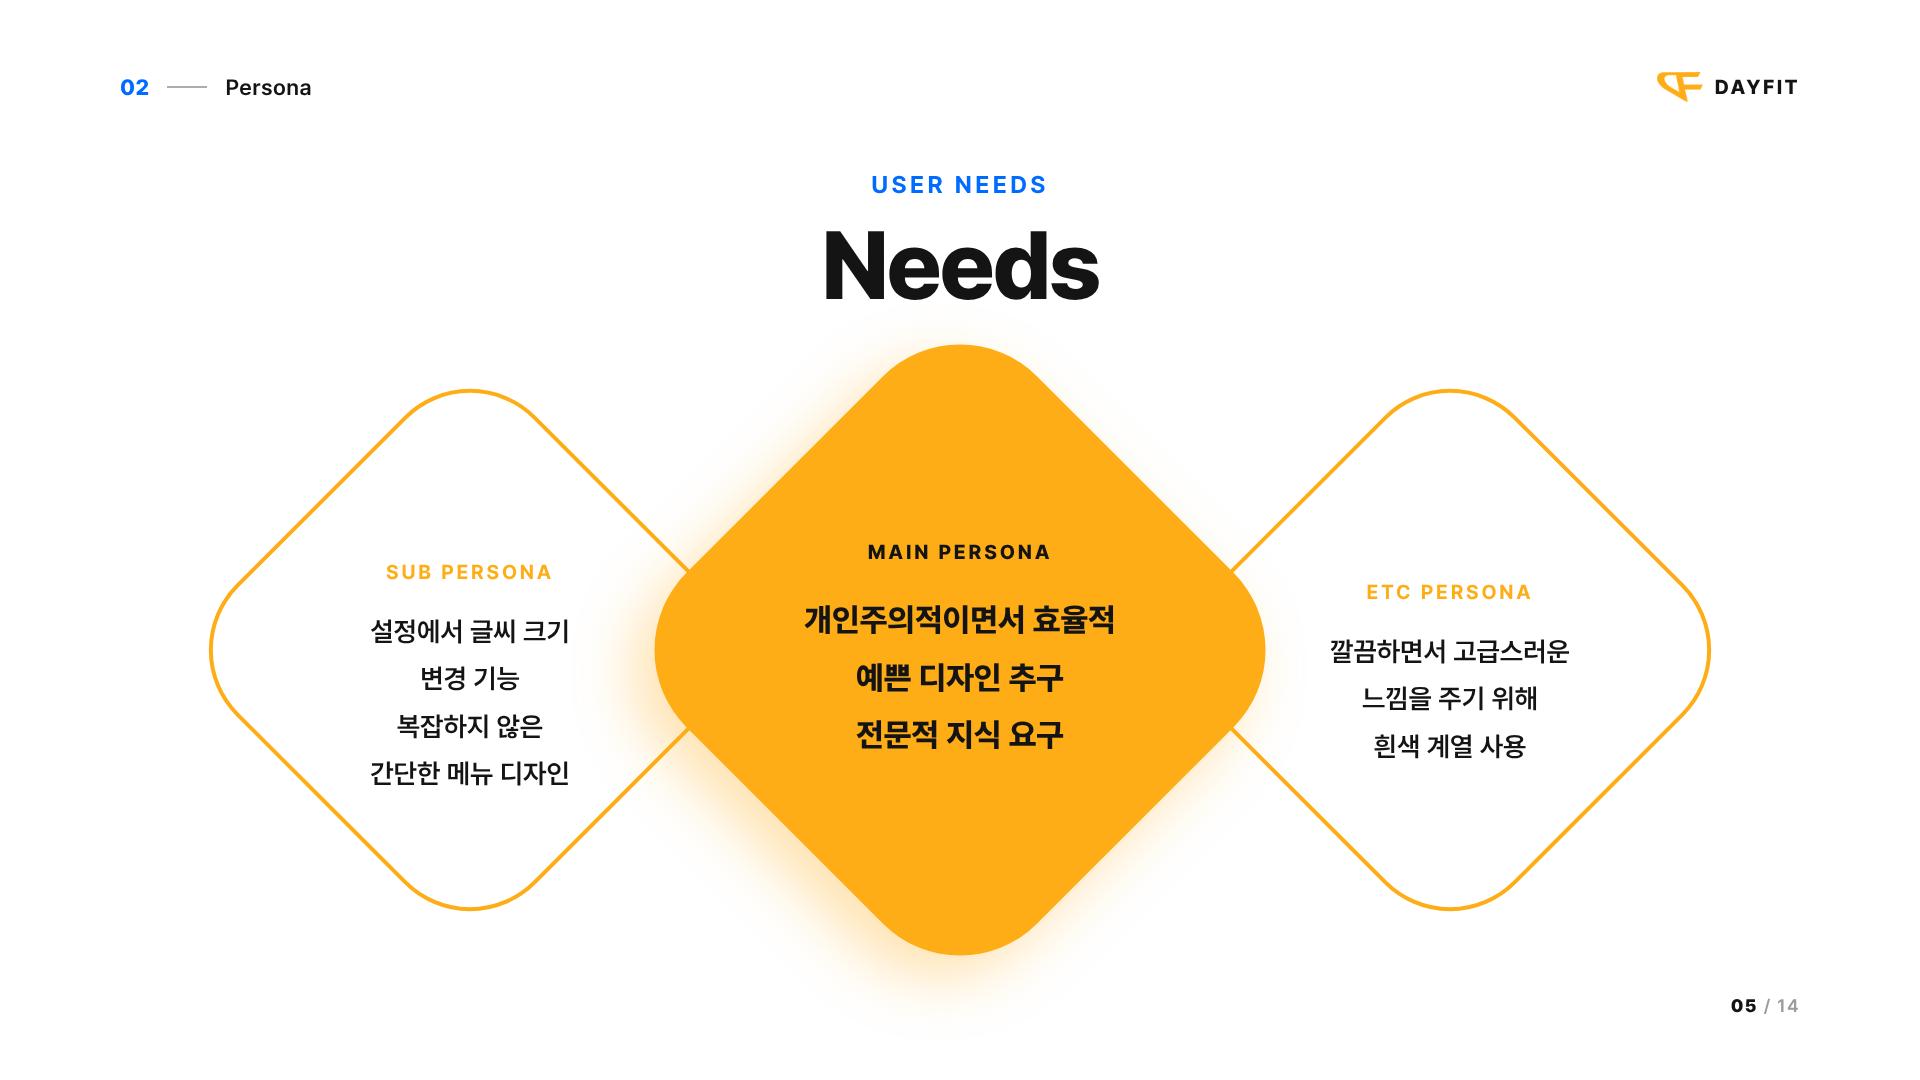 02 — Persona
DAYFIT
USER NEEDS
Needs
SUB PERSONA
설정에서 글씨 크기
변경 기능
복잡하지 않은
간단한 메뉴 디자인
MAIN PERSONA
개인주의적이면서 효율적
예쁜 디자인 추구
전문적 지식 요구
ETC PERSONA
깔끔하면서 고급스러운
느낌을 주기 위해
흰색 계열 사용
05 / 14